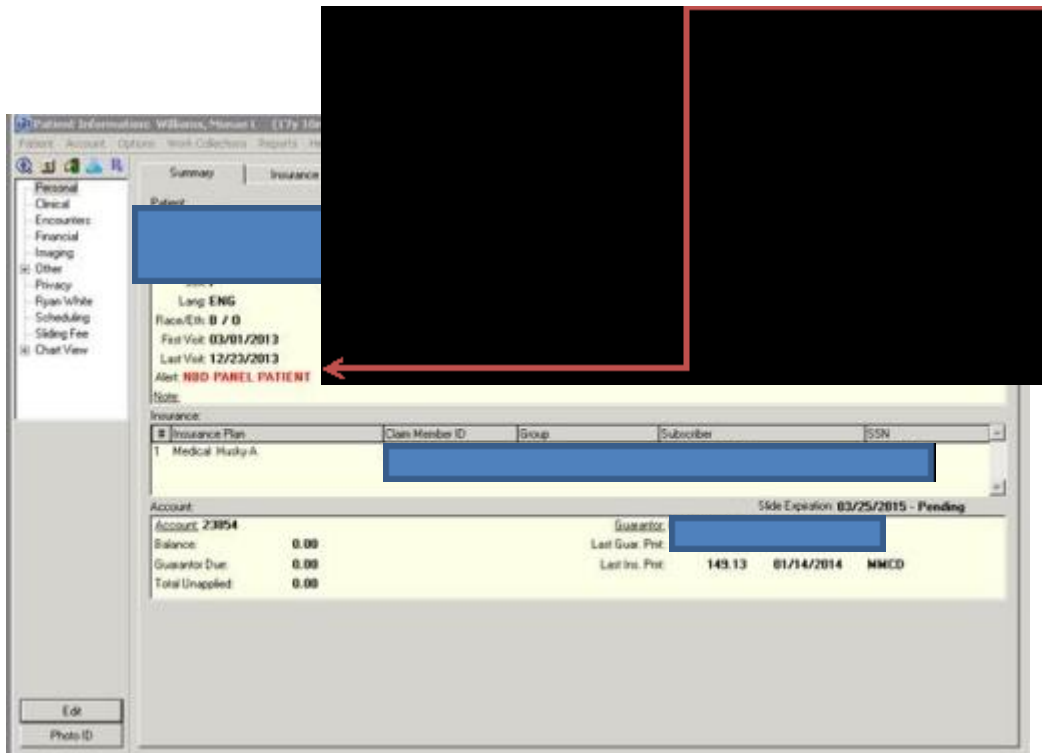 Patient Information: Williams,
Patient Account Options Work Collections Reports
Summary Insurance
Personal
Clinical
Encounters
Financial
Imaging
Other
Privacy
Ryan White
Scheduling
Sliding Fee
Chart View
Patient:
Lang: ENG
Race/Eth: B / O
First Visit: 03/01/2013
Last Visit: 12/23/2013
Alert: NBO PANEL PATIENT
Note:
Insurance:
# Insurance Plan Claim Member ID Group Subscriber SSN
1 Medical Husky A
Account: Slide Expiration: 03/25/2015 - Pending
Account: 23854 Guarantor:
Balance: 0.00 Last Guar. Pmt:
Guarantor Due: 0.00 Last Ins. Pmt: 149.13 01/14/2014 MMCD
Total Unapplied: 0.00
Edit
Photo ID